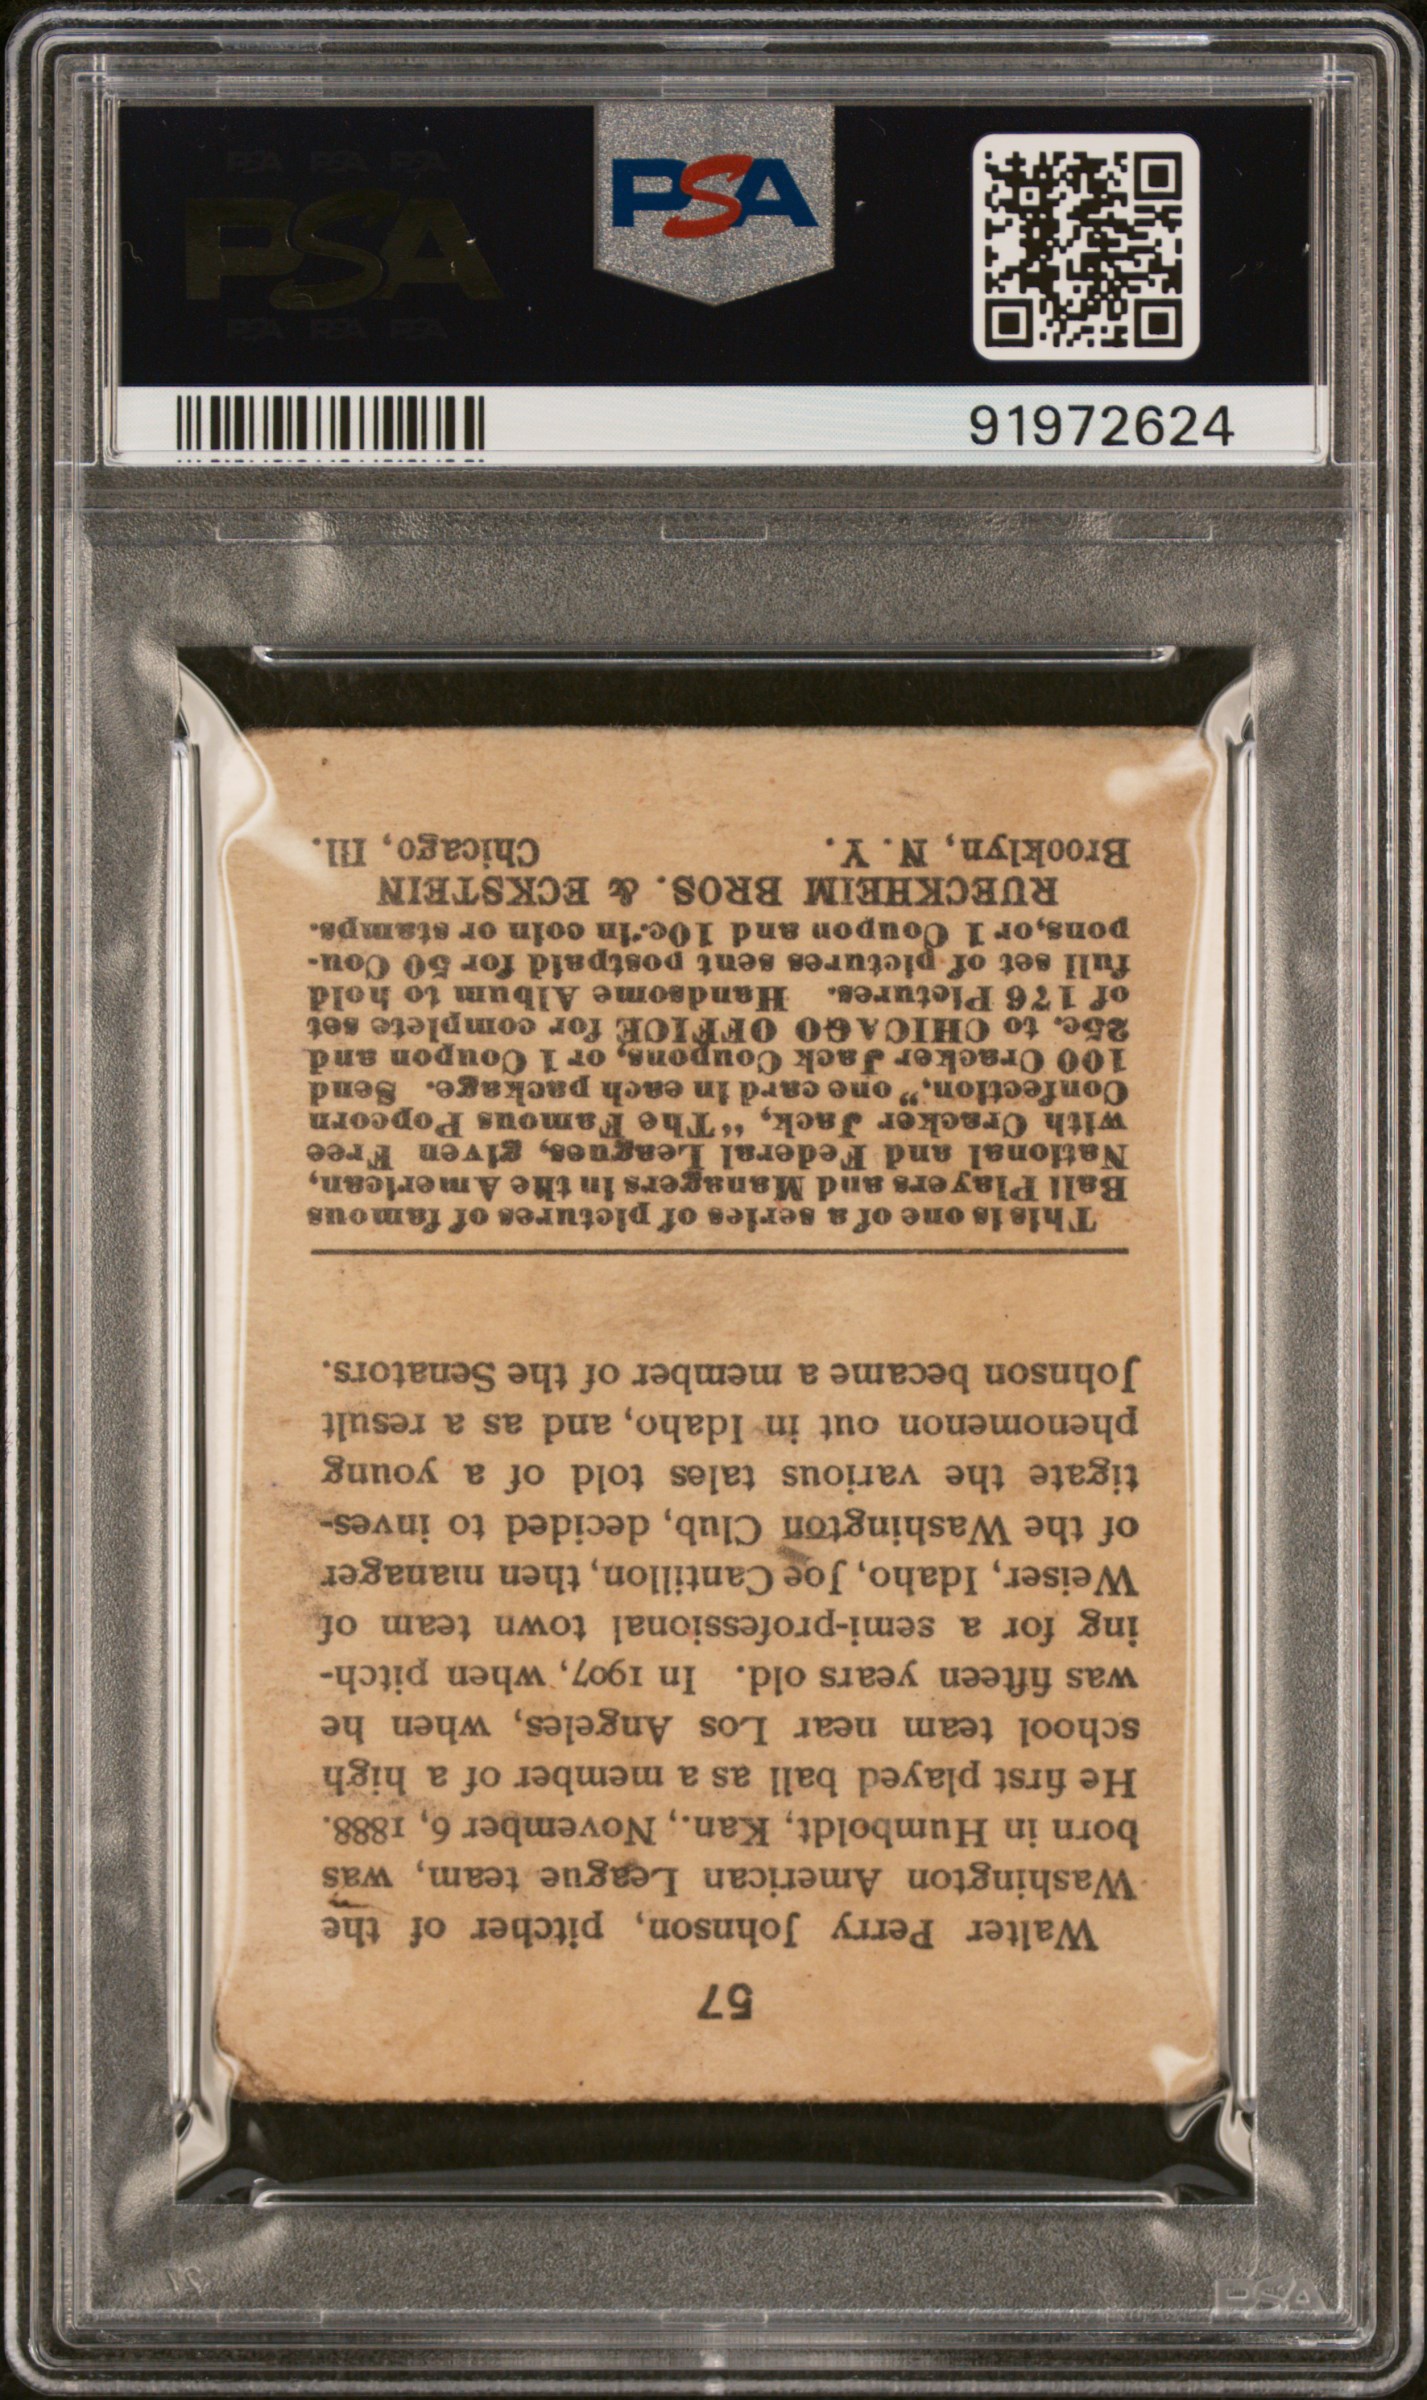 PSA PSA PSA
PSA
PSA PSA PSA
PSA
91972624
57
Walter Perry Johnson, pitcher of the
Washington American League team, was
born in Humboldt, Kan., November 6, 1888.
He first played ball as a member of a high
school team near Los Angeles, when he
was fifteen years old. In 1907, when pitch-
ing for a semi-professional town team of
Weiser, Idaho, Joe Cantillon, then manager
of the Washington Club, decided to inves-
tigate the various tales told of a young
phenomenon out in Idaho, and as a result
Johnson became a member of the Senators.
This is one of a series of pictures of famous
Ball Players and Managers in the American,
National and Federal Leagues, given Free
with Cracker Jack, “The Famous Popcorn
Confection,” one card in each package. Send
100 Cracker Jack Coupons, or 1 Coupon and
25c. to CHICAGO OFFICE for complete set
of 176 Pictures. Handsome Album to hold
full set of pictures sent postpaid for 50 Cou-
pons, or 1 Coupon and 10c. in coin or stamps.
RUECKHEIM BROS. & ECKSTEIN
Brooklyn, N. Y. Chicago, Ill.
PSA